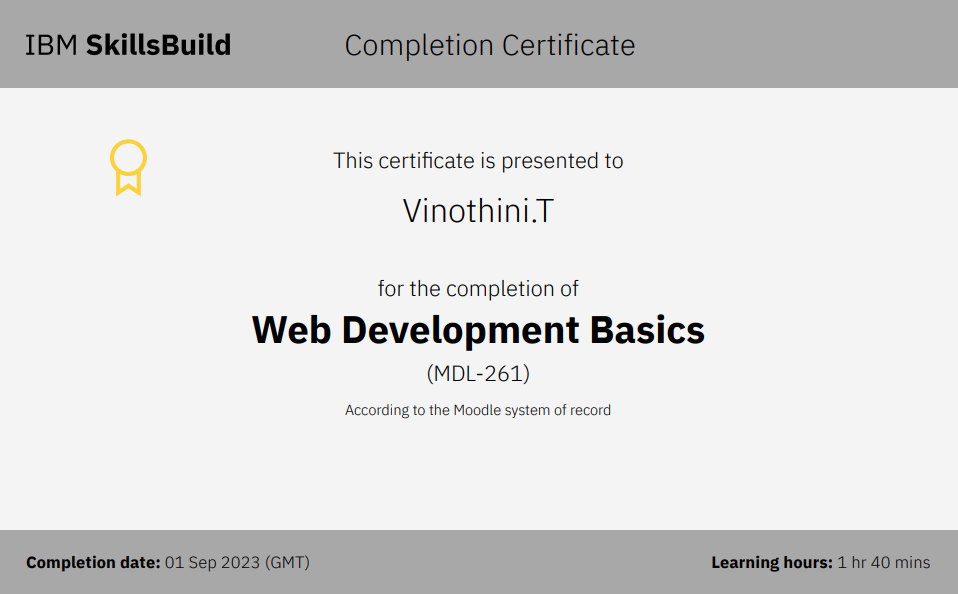 IBM SkillsBuild
Completion Certificate
This certificate is presented to
Vinothini.T
for the completion of
Web Development Basics
(MDL-261)
According to the Moodle system of record
Completion date: 01 Sep 2023 (GMT)
Learning hours: 1 hr 40 mins